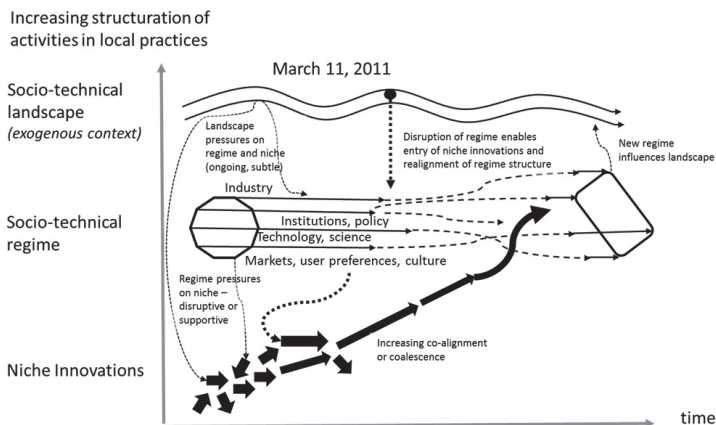 Increasing structuration of
activities in local practices
March 11, 2011
Socio-technical
landscape
(exogenous context)
Landscape
pressures on
regime and niche
(ongoing, subtle)
Disruption of regime enables
entry of niche innovations and
realignment of regime structure
New regime
influences landscape
Industry
Socio-technical
regime
Institutions, policy
Technology, science
Markets, user preferences, culture
Regime pressures
on niche –
disruptive or
supportive
Increasing co-alignment
or coalescence
Niche Innovations
time